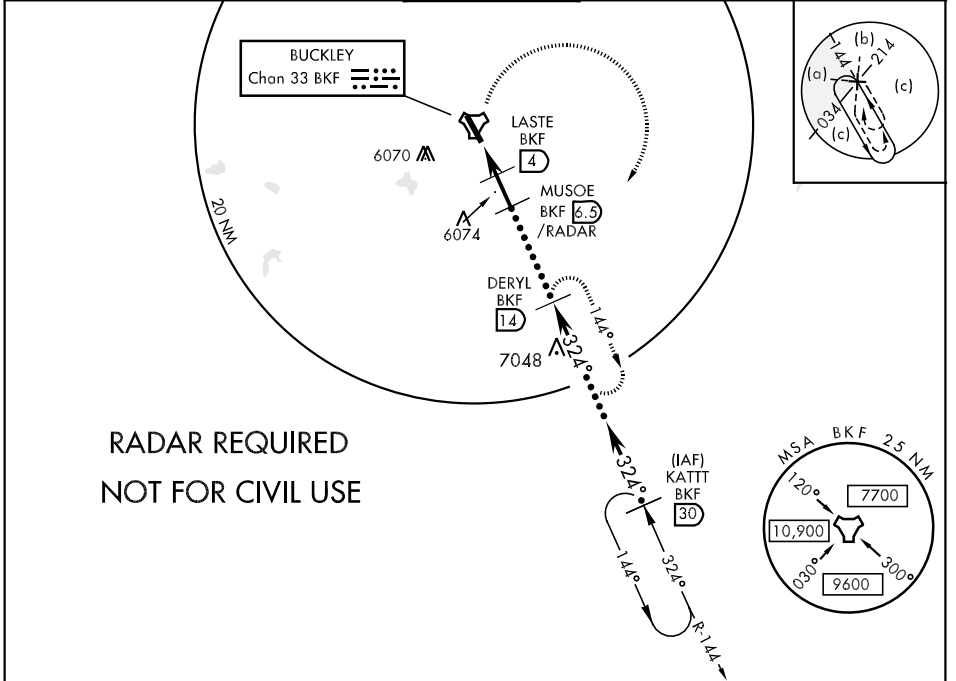 BUCKLEY
Chan 33 BKF
LASTE
BKF
4
6070
MUSOE
BKF 6.5
/RADAR
6074
20 NM
DERYL
BKF
14
144°
324°
7048
RADAR REQUIRED
NOT FOR CIVIL USE
324°
(IAF)
KATTT
BKF
30
144°
324°
R-144
144
(b)
214
(a)
(c)
034
(c)
MSA BKF 25 NM
120°
7700
10,900
030°
300°
9600